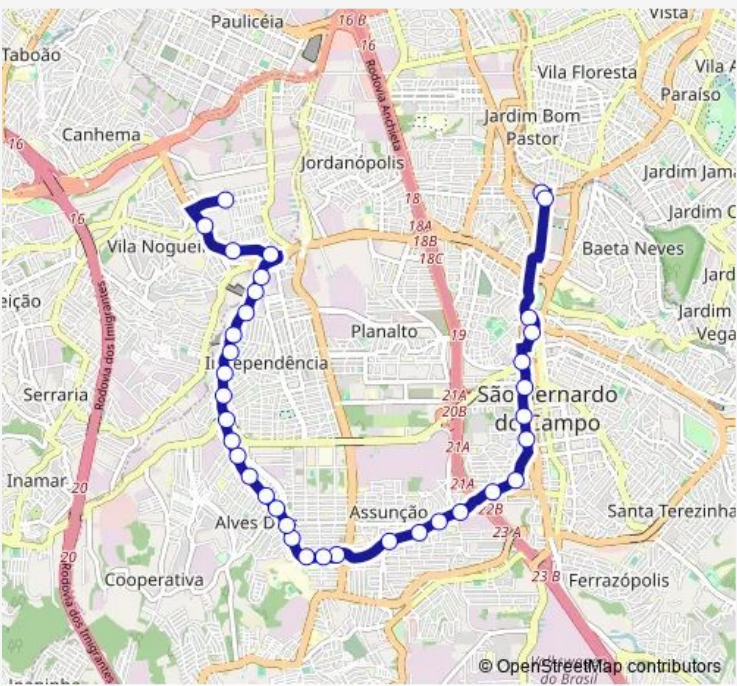 Vista
16 B
Paulicéia
16
Taboão
Rodovia Anchieta
Vila Floresta
Vila A
Paraíso
Jardim Bom
Pastor
Canhema
16
Jordanópolis
Jardim Jama
18
Jardim C
16
18A
18B
Vila Noguei
Baeta Neves
18C
Jard
eição
Rodovia dos Imigrantes
Jardim
Planalto
19
Vega
Independência
Serraria
21A
São Bernardo
20B
do Campo
21A
Inamar
20
21A
Assunção
22B
Santa Terezinha
Alves D
23 A
20
Cooperativa
23 B
Ferrazópolis
Rodovia dos Imigrantes
© OpenStreetMap contributors
do Brasil